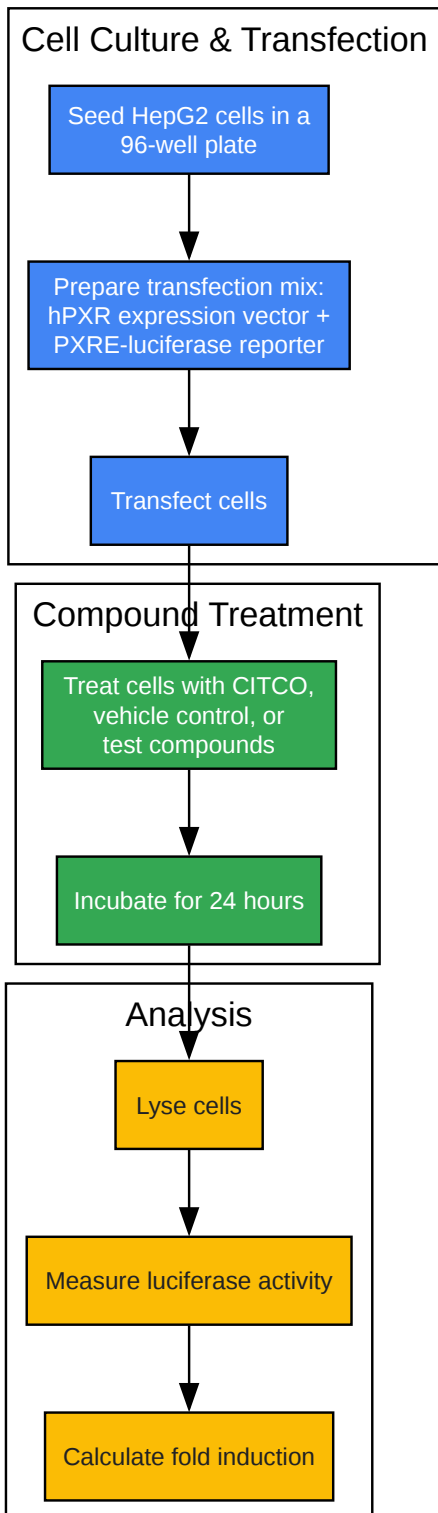 Cell Culture & Transfection
Seed HepG2 cells in a
96-well plate
Prepare transfection mix:
hPXR expression vector +
PXRE-luciferase reporter
Transfect cells
Compound Treatment
Treat cells with CITCO,
vehicle control, or
test compounds
Incubate for 24 hours
Analysis
Lyse cells
Measure luciferase activity
Calculate fold induction